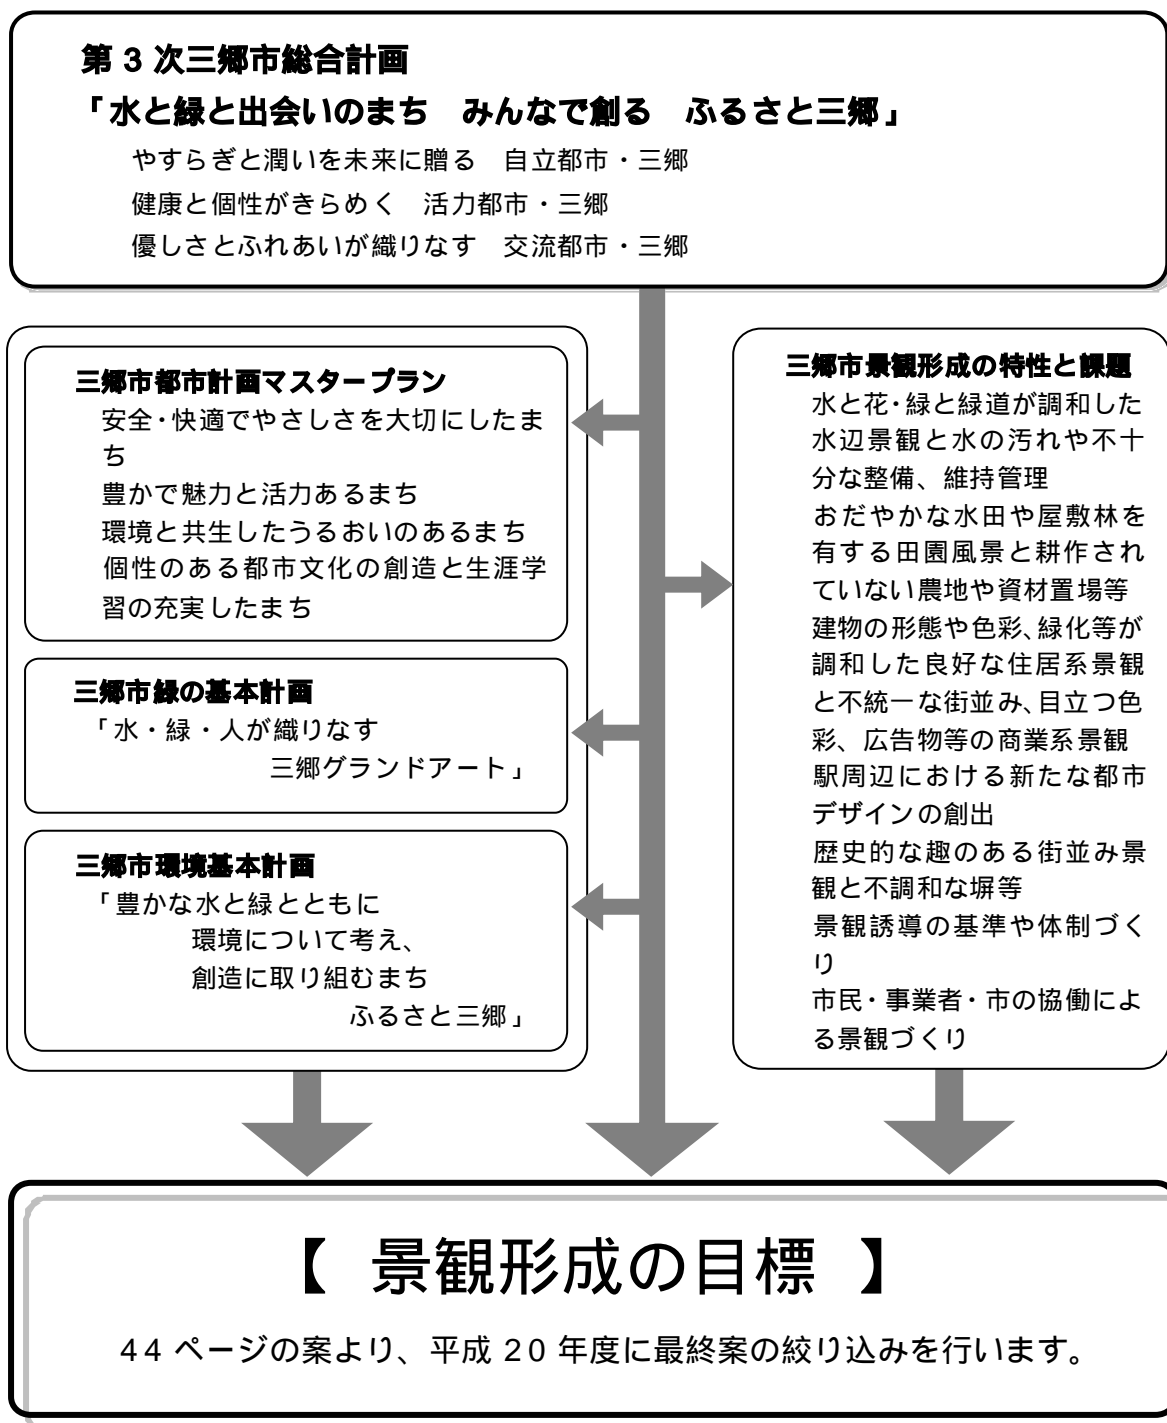 第3次三郷市総合計画
「水と緑と出会いのまち　みんなで創る　ふるさと三郷」
やすらぎと潤いを未来に贈る　自立都市・三郷
健康と個性がきらめく　活力都市・三郷
優しさとふれあいが織りなす　交流都市・三郷
三郷市都市計画マスタープラン
安全・快適でやさしさを大切にしたま
ち
豊かで魅力と活力あるまち
環境と共生したうるおいのあるまち
個性のある都市文化の創造と生涯学
習の充実したまち
三郷市緑の基本計画
「水・緑・人が織りなす
三郷グランドアート」
三郷市環境基本計画
「豊かな水と緑とともに
環境について考え、
創造に取り組むまち
ふるさと三郷」
三郷市景観形成の特性と課題
水と花・緑と緑道が調和した
水辺景観と水の汚れや不十
分な整備、維持管理
おだやかな水田や屋敷林を
有する田園風景と耕作され
ていない農地や資材置場等
建物の形態や色彩、緑化等が
調和した良好な住居系景観
と不統一な街並み、目立つ色
彩、広告物等の商業系景観
駅周辺における新たな都市
デザインの創出
歴史的な趣のある街並み景
観と不調和な塀等
景観誘導の基準や体制づく
り
市民・事業者・市の協働によ
る景観づくり
【 景観形成の目標 】
44 ページの案より、平成 20 年度に最終案の絞り込みを行います。